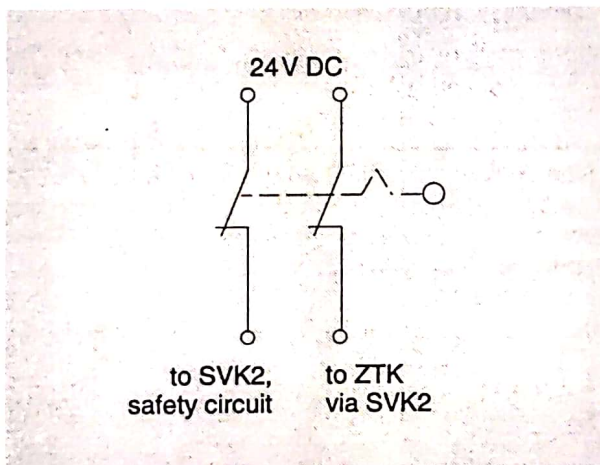 24V DC
to SVK2,
safety circuit
to ZTK
via SVK2